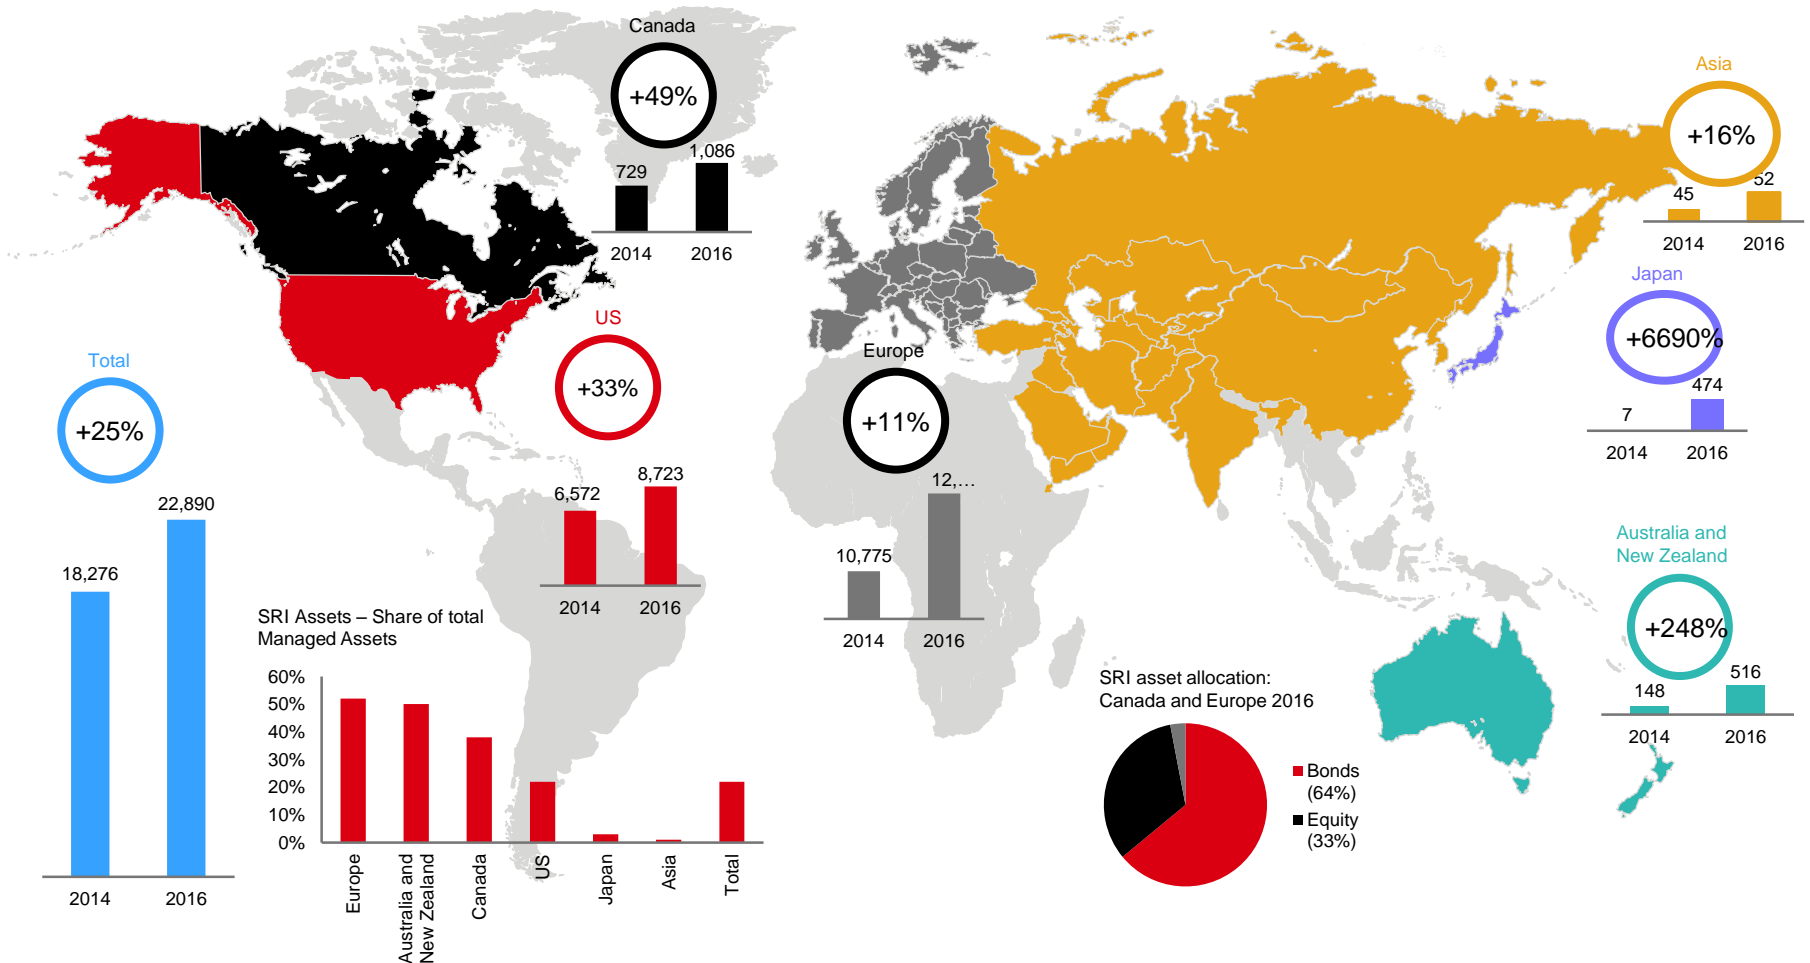 Canada
+49%
729
1,086
2014
2016
Asia
+16%
45
52
2014
2016
Japan
+6690%
7
474
2014
2016
US
+33%
6,572
8,723
2014
2016
Total
+25%
18,276
22,890
2014
2016
Europe
+11%
10,775
12,…
2014
2016
Australia and
New Zealand
+248%
148
516
2014
2016
SRI Assets – Share of total
Managed Assets
60%
50%
40%
30%
20%
10%
0%
Europe
Australia and
New Zealand
Canada
US
Japan
Asia
Total
SRI asset allocation:
Canada and Europe 2016
Bonds
(64%)
Equity
(33%)